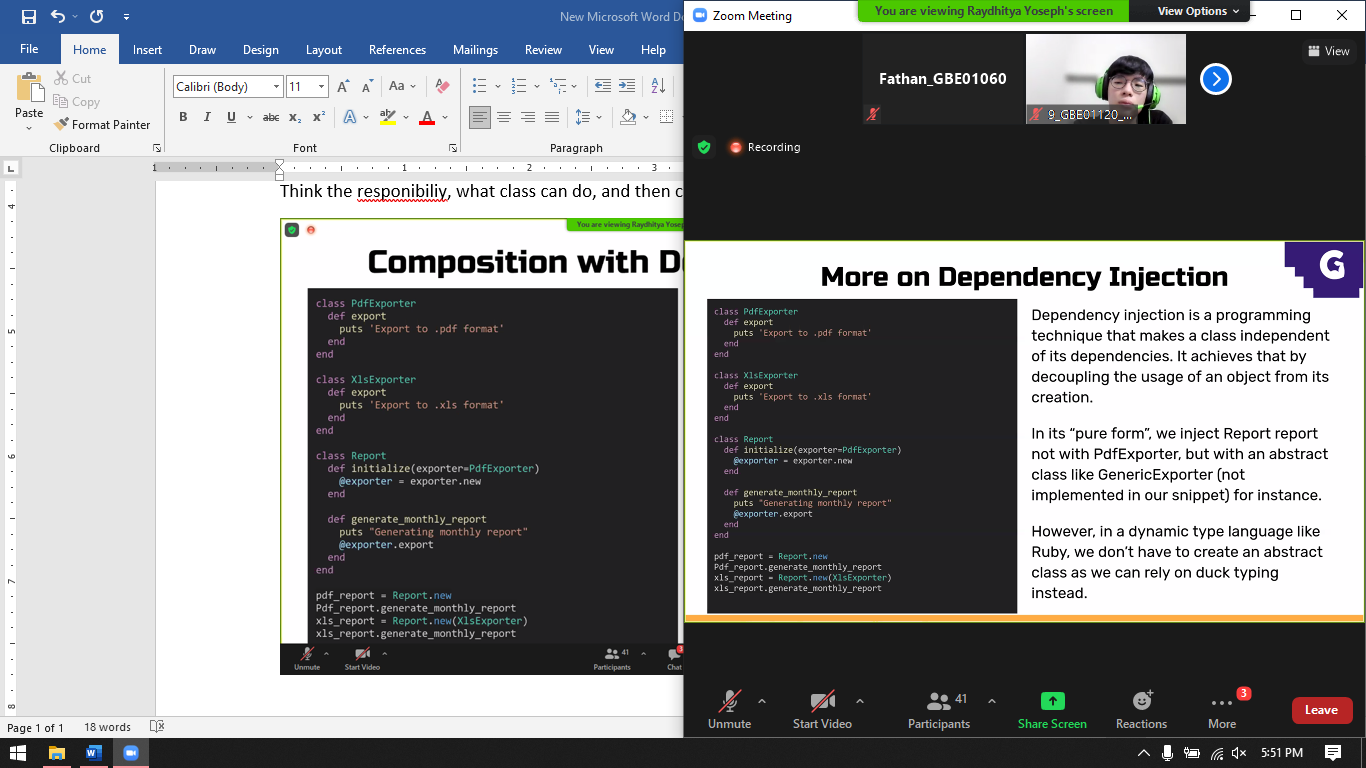 New Microsoft Word Do
File
Home
Insert
Draw
Design
Layout
References
Mailings
Review
View
Help
Paste
Cut
Copy
Format Painter
Clipboard
Calibri (Body)
11
Font
Paragraph
Think the responibiliy, what class can do, and then c
You are viewing Raydhitya Yosep
Composition with D
class PdfExporter
def export
puts 'Export to .pdf format'
end
end
class XlsExporter
def export
puts 'Export to .xls format'
end
end
class Report
def initialize(exporter=PdfExporter)
@exporter = exporter.new
end
def generate_monthly_report
puts "Generating monthly report"
@exporter.export
end
end
pdf_report = Report.new
Pdf_report.generate_monthly_report
xls_report = Report.new(XlsExporter)
xls_report.generate_monthly_report
Unmute
Start Video
Participants
41
Chat
3
Page 1 of 1
18 words
Zoom Meeting
You are viewing Raydhitya Yoseph's screen
View Options
View
Fathan_GBE01060
9_GBE01120_...
Recording
More on Dependency Injection
G
class PdfExporter
def export
puts 'Export to .pdf format'
end
end
class XlsExporter
def export
puts 'Export to .xls format'
end
end
class Report
def initialize(exporter=PdfExporter)
@exporter = exporter.new
end
def generate_monthly_report
puts "Generating monthly report"
@exporter.export
end
end
pdf_report = Report.new
Pdf_report.generate_monthly_report
xls_report = Report.new(XlsExporter)
xls_report.generate_monthly_report
Dependency injection is a programming
technique that makes a class independent
of its dependencies. It achieves that by
decoupling the usage of an object from its
creation.
In its “pure form”, we inject Report report
not with PdfExporter, but with an abstract
class like GenericExporter (not
implemented in our snippet) for instance.
However, in a dynamic type language like
Ruby, we don’t have to create an abstract
class as we can rely on duck typing
instead.
Unmute
Start Video
Participants
41
Share Screen
Reactions
More
3
Leave
5:51 PM